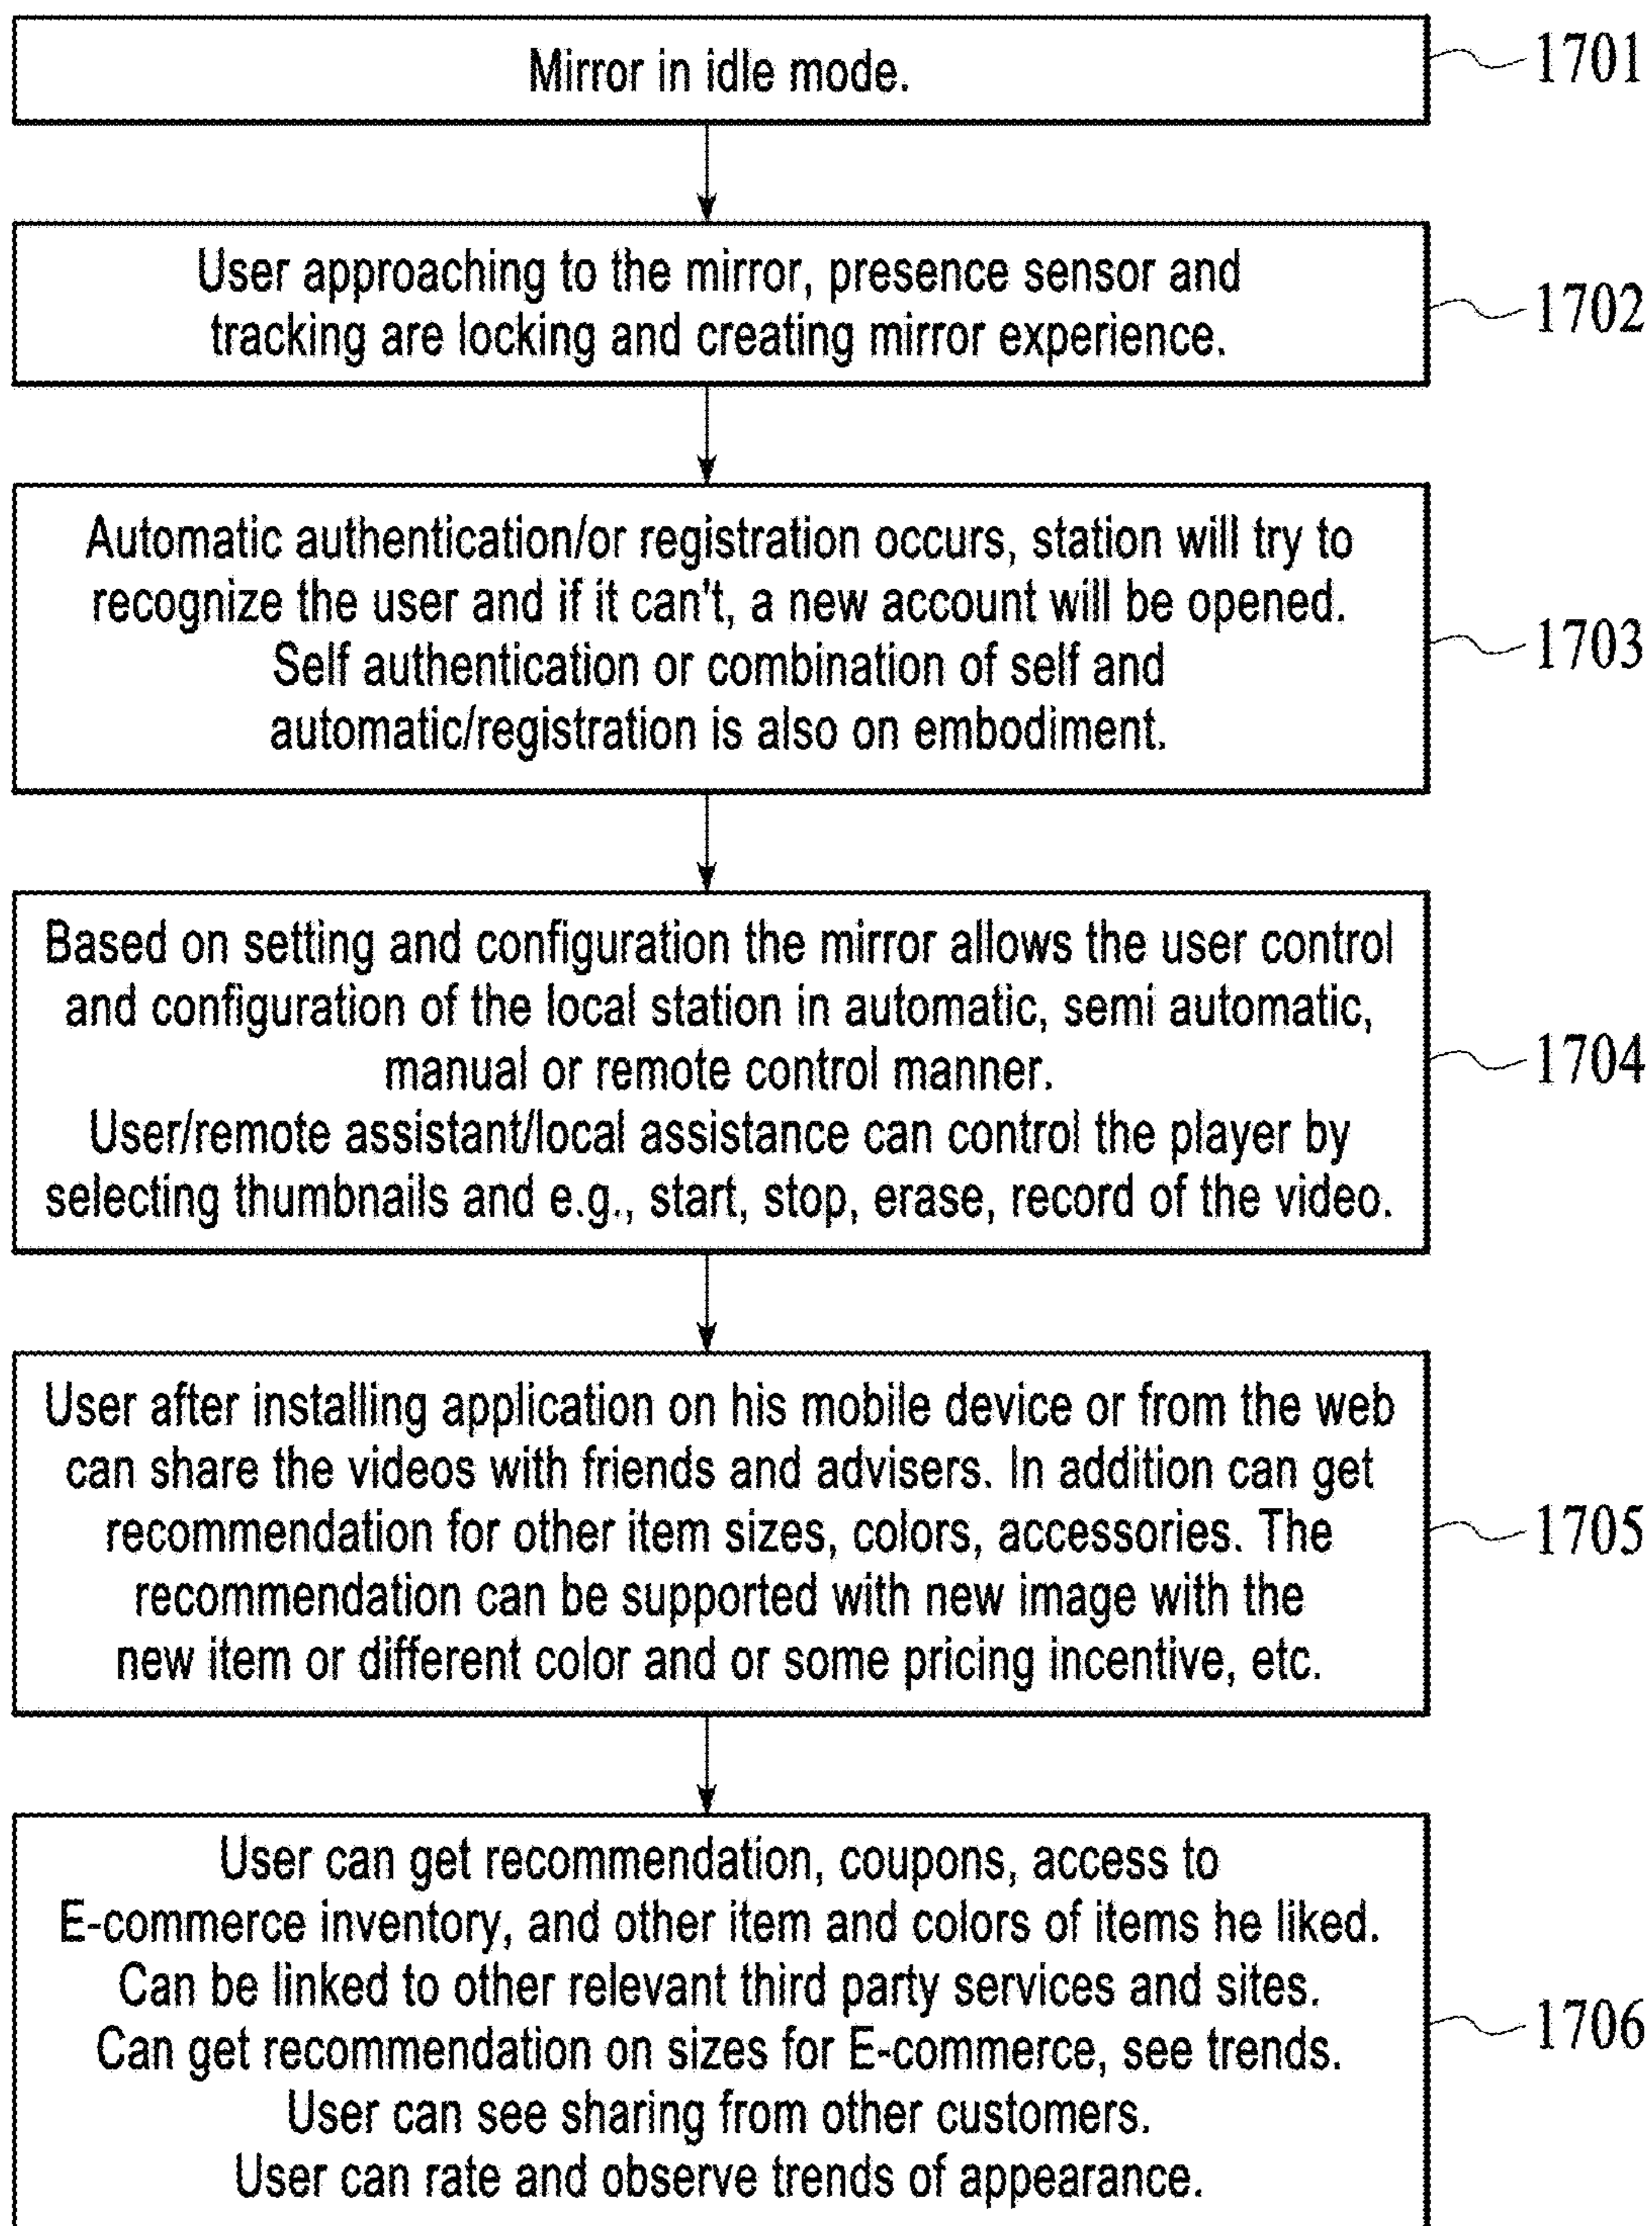 Mirror in idle mode.
1701
User approaching to the mirror, presence sensor and
tracking are locking and creating mirror experience.
1702
Automatic authentication/or registration occurs, station will try to
recognize the user and if it can't, a new account will be opened.
Self authentication or combination of self and
automatic/registration is also on embodiment.
1703
Based on setting and configuration the mirror allows the user control
and configuration of the local station in automatic, semi automatic,
manual or remote control manner.
User/remote assistant/local assistance can control the player by
selecting thumbnails and e.g., start, stop, erase, record of the video.
1704
User after installing application on his mobile device or from the web
can share the videos with friends and advisers. In addition can get
recommendation for other item sizes, colors, accessories. The
recommendation can be supported with new image with the
new item or different color and or some pricing incentive, etc.
1705
User can get recommendation, coupons, access to
E-commerce inventory, and other item and colors of items he liked.
Can be linked to other relevant third party services and sites.
Can get recommendation on sizes for E-commerce, see trends.
User can see sharing from other customers.
User can rate and observe trends of appearance.
1706